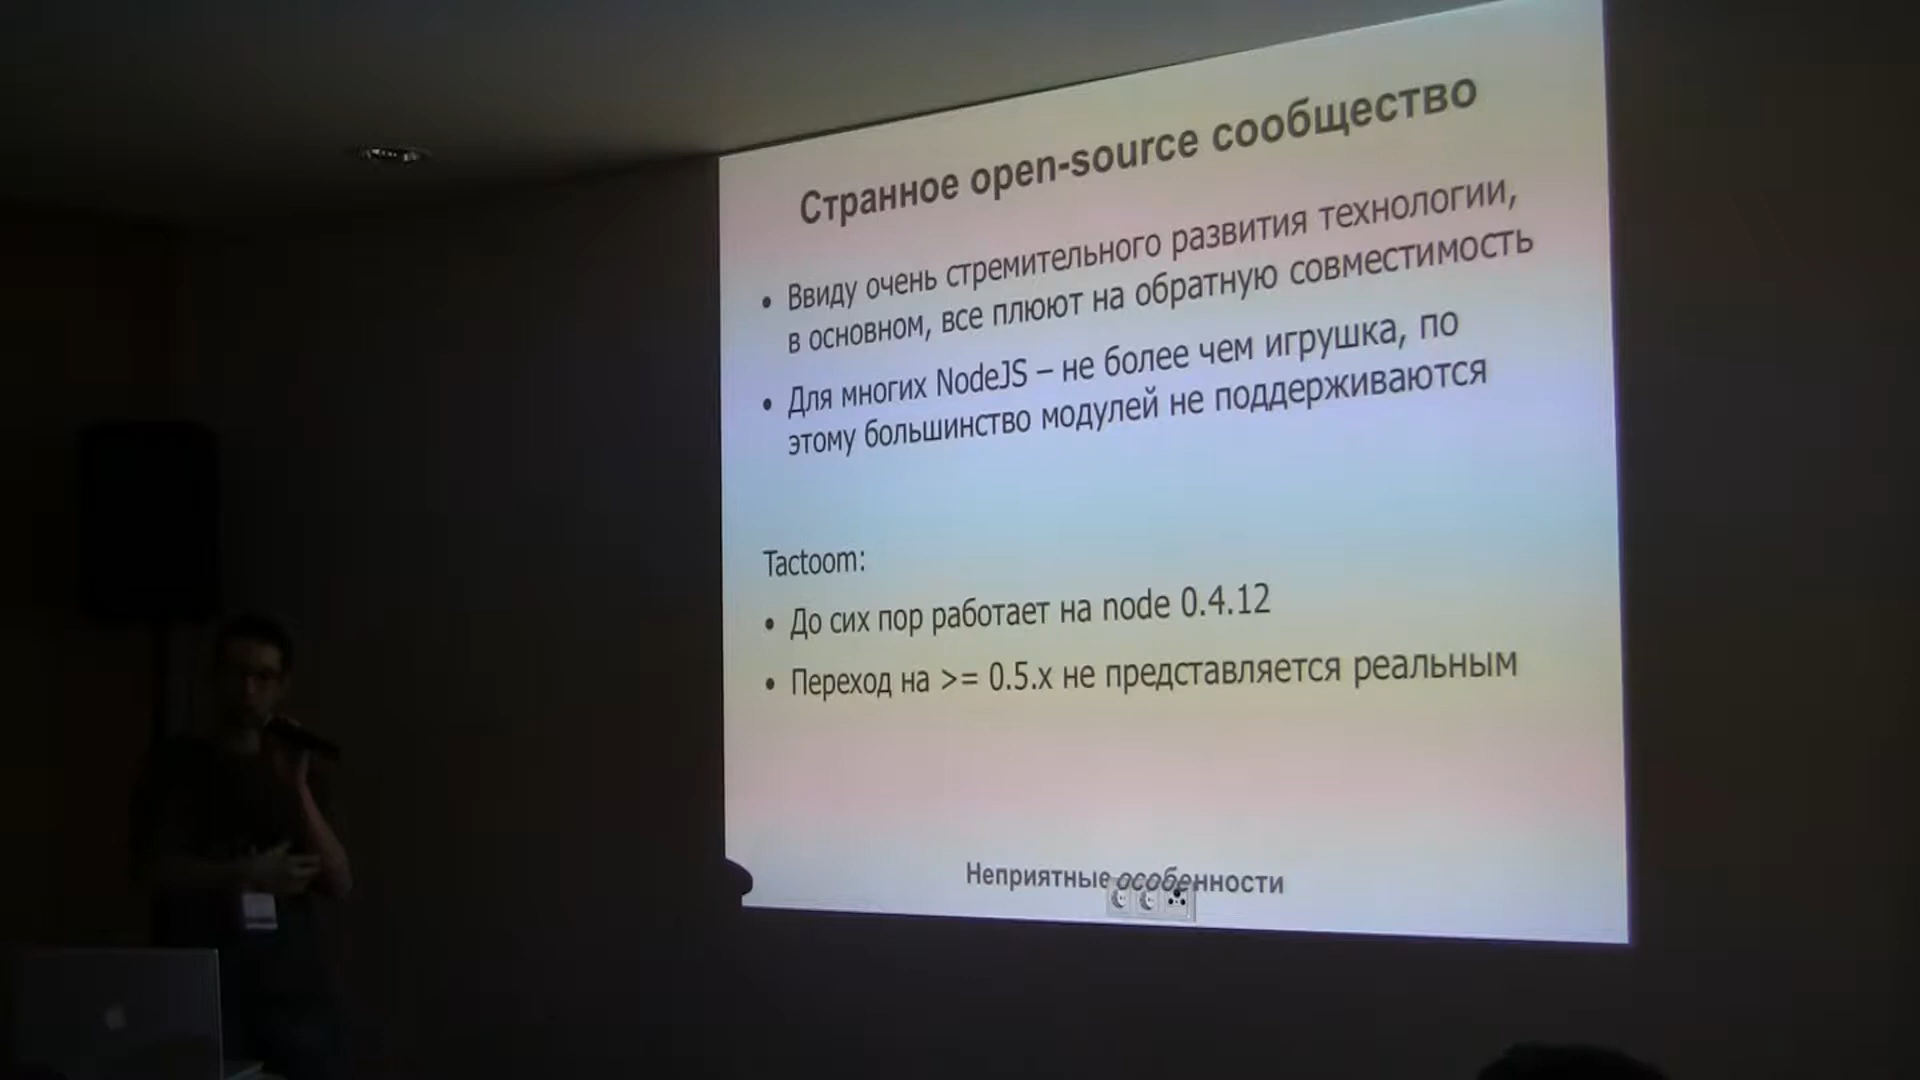 Странное open-source сообщество
• Ввиду очень стремительного развития технологии,
в основном, все плюют на обратную совместимость
• Для многих NodeJS – не более чем игрушка, по
этому большинство модулей не поддерживаются
Tactoom:
• До сих пор работает на node 0.4.12
• Переход на >= 0.5.x не представляется реальным
Неприятные особенности